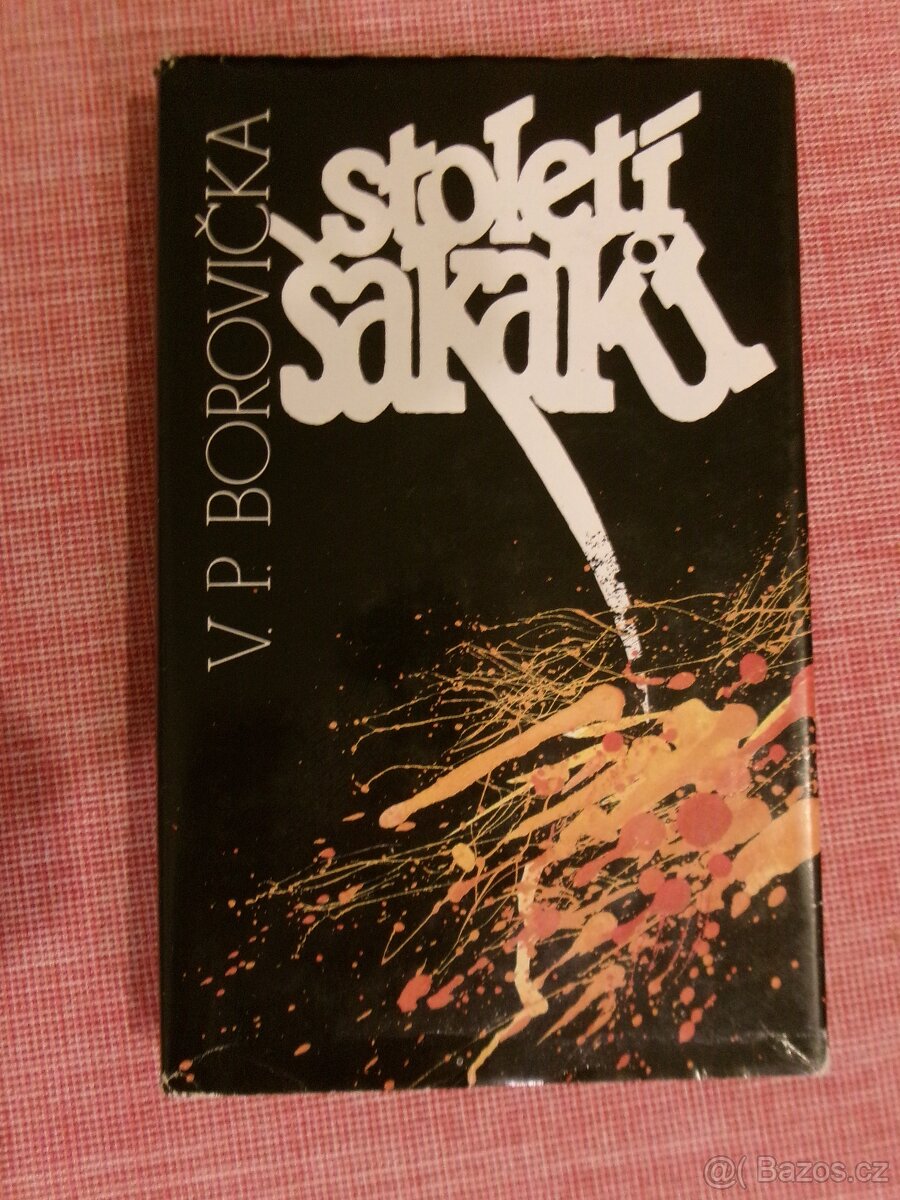 V. P. BOROVIČKA
století
šakalů
@( Bazos.cz